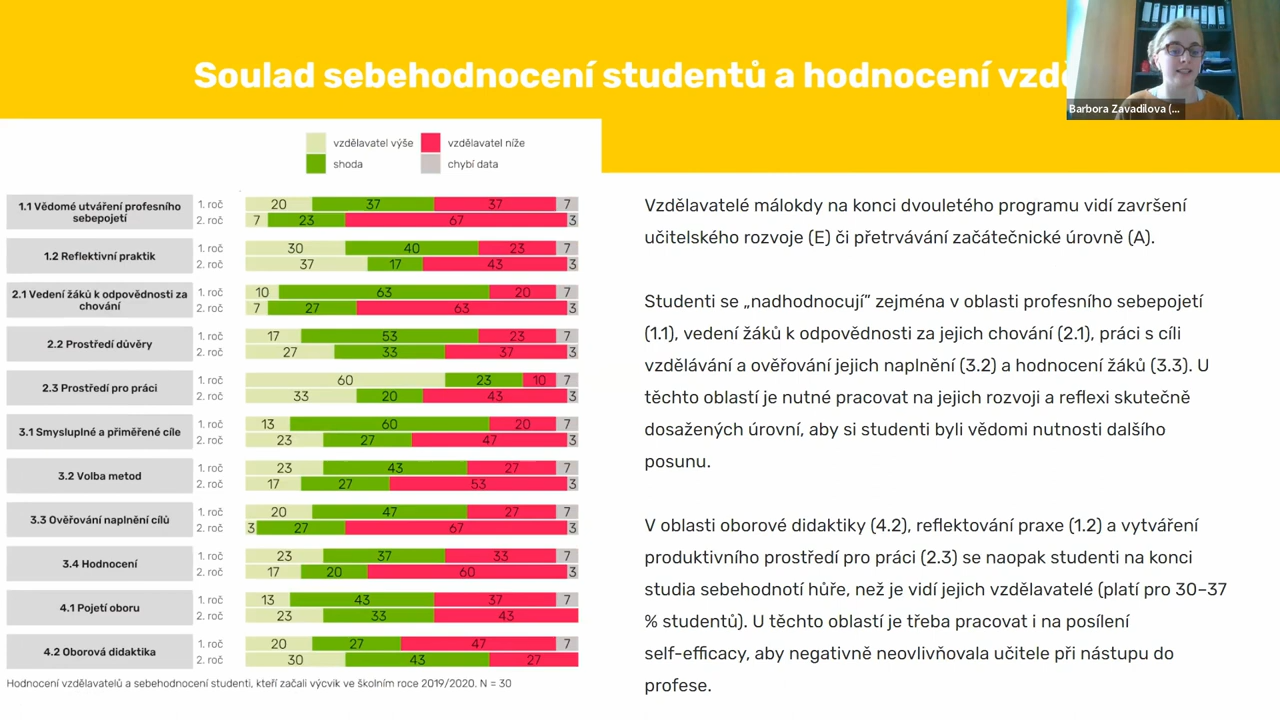 Soulad sebehodnocení studentů a hodnocení vzdě
Barbora Zavadilova (...
vzdělavatel výše
vzdělavatel níže
shoda
chybí data
1.1 Vědomé utváření profesního
sebepojetí
1. roč 20 37 37 7
2. roč 7 23 67 3
1.2 Reflektivní praktik
1. roč 30 40 23 7
2. roč 37 17 43 3
2.1 Vedení žáků k odpovědnosti za
chování
1. roč 10 63 20 7
2. roč 7 27 63 3
2.2 Prostředí důvěry
1. roč 17 53 23 7
2. roč 27 33 37 3
2.3 Prostředí pro práci
1. roč 60 23 10 7
2. roč 33 20 43 3
3.1 Smysluplné a přiměřené cíle
1. roč 13 60 20 7
2. roč 23 27 47 3
3.2 Volba metod
1. roč 23 43 27 7
2. roč 17 27 53 3
3.3 Ověřování naplnění cílů
1. roč 20 47 27 7
2. roč 3 27 67 3
3.4 Hodnocení
1. roč 23 37 33 7
2. roč 17 20 60 3
4.1 Pojetí oboru
1. roč 13 43 37 7
2. roč 23 33 43
4.2 Oborová didaktika
1. roč 20 27 47 7
2. roč 30 43 27
Hodnocení vzdělavatelů a sebehodnocení studenti, kteří začali výcvik ve školním roce 2019/2020. N = 30
Vzdělavatelé málokdy na konci dvouletého programu vidí završení
učitelského rozvoje (E) či přetrvávání začátečnické úrovně (A).
Studenti se „nadhodnocují” zejména v oblasti profesního sebepojetí
(1.1), vedení žáků k odpovědnosti za jejich chování (2.1), práci s cíli
vzdělávání a ověřování jejich naplnění (3.2) a hodnocení žáků (3.3). U
těchto oblastí je nutné pracovat na jejich rozvoji a reflexi skutečně
dosažených úrovní, aby si studenti byli vědomi nutnosti dalšího
posunu.
V oblasti oborové didaktiky (4.2), reflektování praxe (1.2) a vytváření
produktivního prostředí pro práci (2.3) se naopak studenti na konci
studia sebehodnotí hůře, než je vidí jejich vzdělavatelé (platí pro 30–37
% studentů). U těchto oblastí je třeba pracovat i na posílení
self-efficacy, aby negativně neovlivňovala učitele při nástupu do
profese.